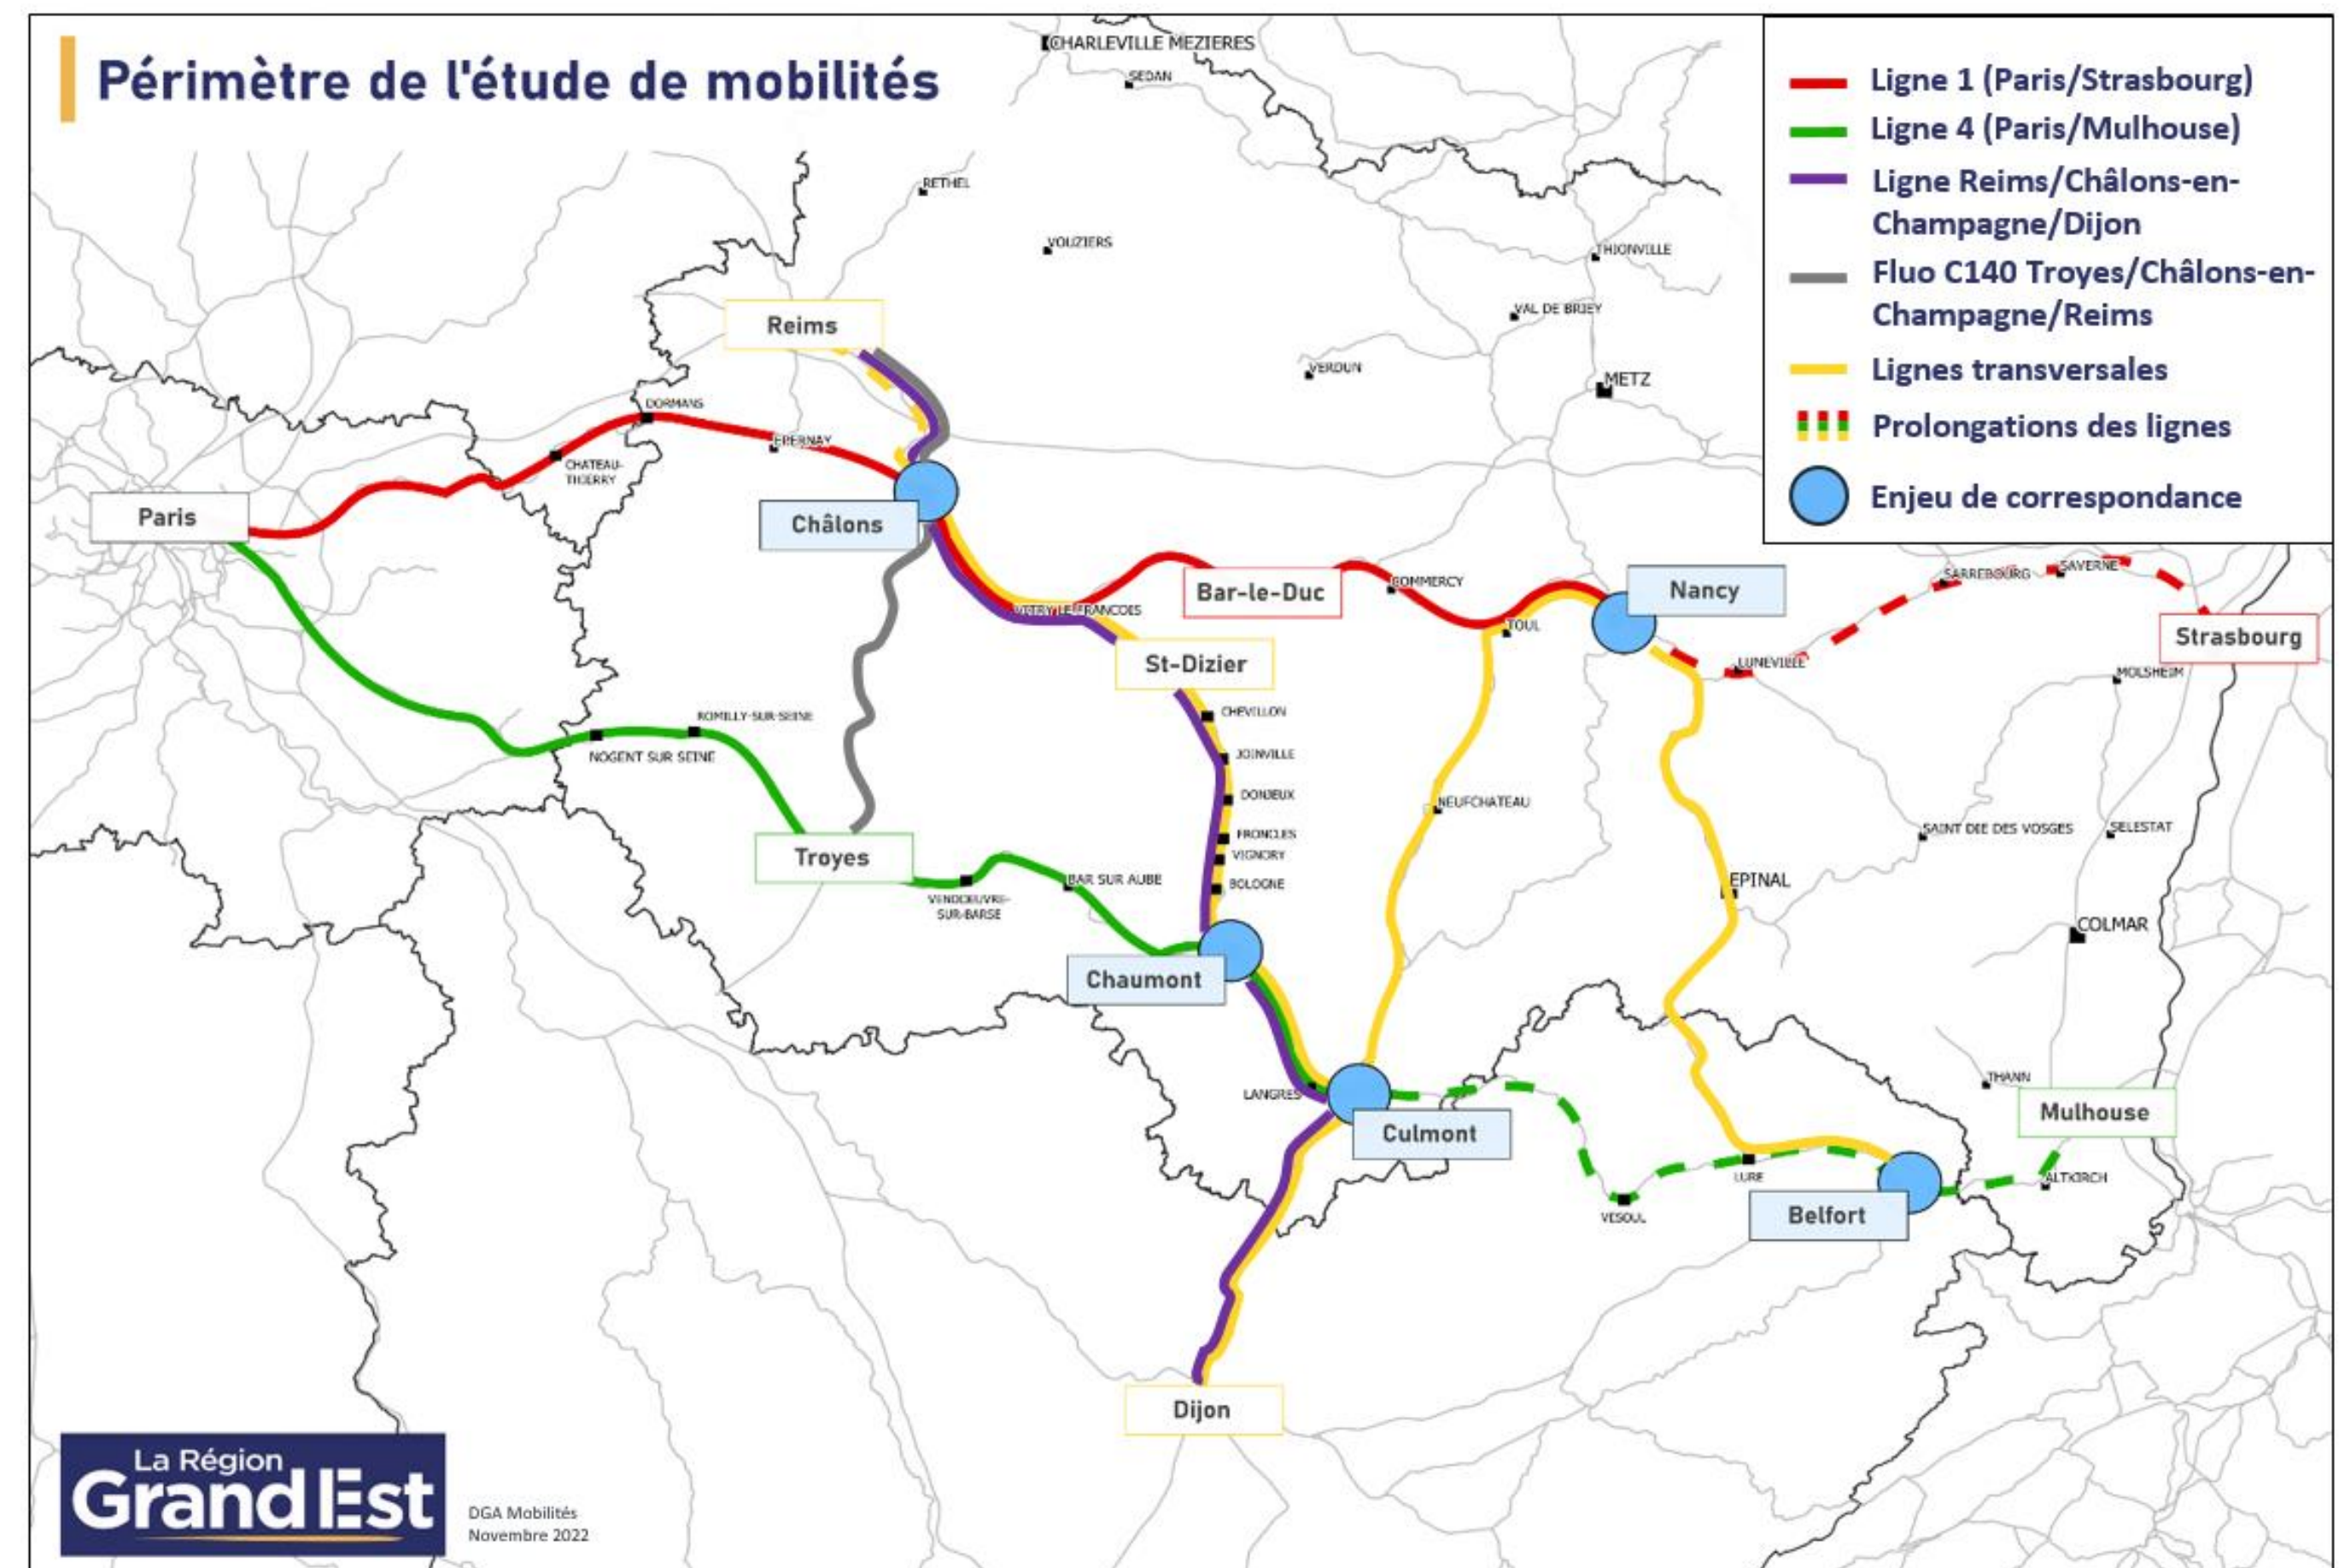 Périmètre de l'étude de mobilités
Ligne 1 (Paris/Strasbourg)
Ligne 4 (Paris/Mulhouse)
Ligne Reims/Châlons-en-
Champagne/Dijon
Fluo C140 Troyes/Châlons-en-
Champagne/Reims
Lignes transversales
Prolongations des lignes
Enjeu de correspondance
CHARLEVILLE MEZIERES
SEDAN
RETHEL
VOUZIERS
THIONVILLE
VAL DE BRIEY
VERDUN
METZ
Reims
DORMANS
EPERNAY
CHATEAU-
THIERRY
Paris
Châlons
VITRY LE FRANCOIS
Bar-le-Duc
COMMERCY
TOUL
Nancy
LUNEVILLE
SARREBOURG
SAVERNE
Strasbourg
MOLSHEIM
St-Dizier
CHEVILLON
JOINVILLE
DONJEUX
FRONCLES
VIGNORY
BOLOGNE
ROMILLY-SUR-SEINE
NOGENT SUR SEINE
NEUFCHATEAU
SAINT DIE DES VOSGES
SELESTAT
Troyes
VENDOEUVRE-
SUR-BARSE
BAR SUR AUBE
EPINAL
COLMAR
Chaumont
LANGRES
Culmont
THANN
Mulhouse
ALTKIRCH
LURE
VESOUL
Belfort
Dijon
La Région
Grand Est
DGA Mobilités
Novembre 2022